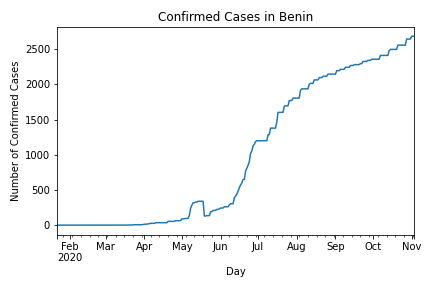 Confirmed Cases in Benin
Number of Confirmed Cases
2500
2000
1500
1000
500
0
Feb Mar Apr May Jun Jul Aug Sep Oct Nov
2020
Day